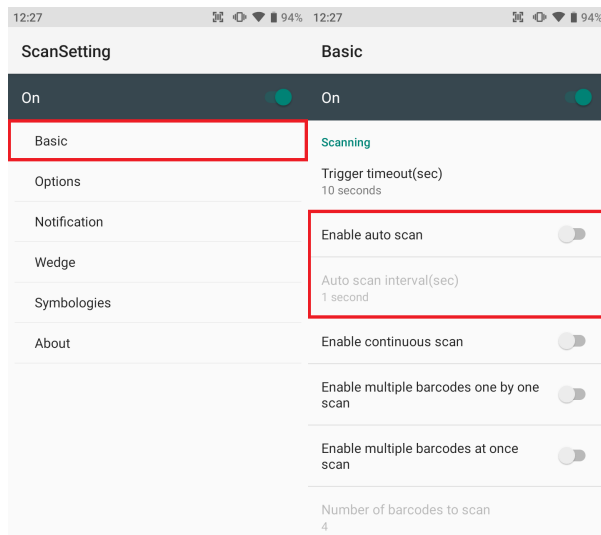 12:27 94%
ScanSetting
On
Basic
Options
Notification
Wedge
Symbologies
About
12:27 94%
Basic
On
Scanning
Trigger timeout(sec)
10 seconds
Enable auto scan
Auto scan interval(sec)
1 second
Enable continuous scan
Enable multiple barcodes one by one
scan
Enable multiple barcodes at once
scan
Number of barcodes to scan
4